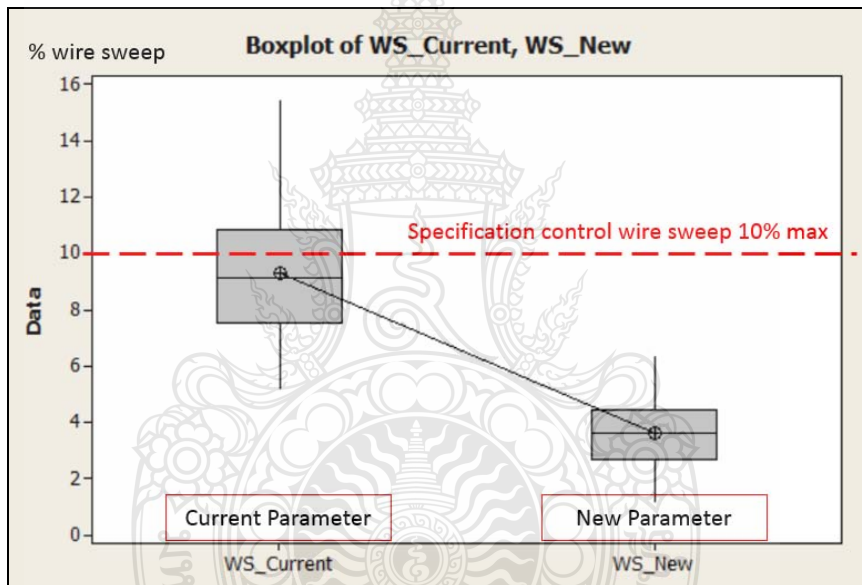 % wire sweep
Boxplot of WS_Current, WS_New
16
14
12
10
8
6
4
2
0
Data
Specification control wire sweep 10% max
Current Parameter
New Parameter
WS_Current
WS_New